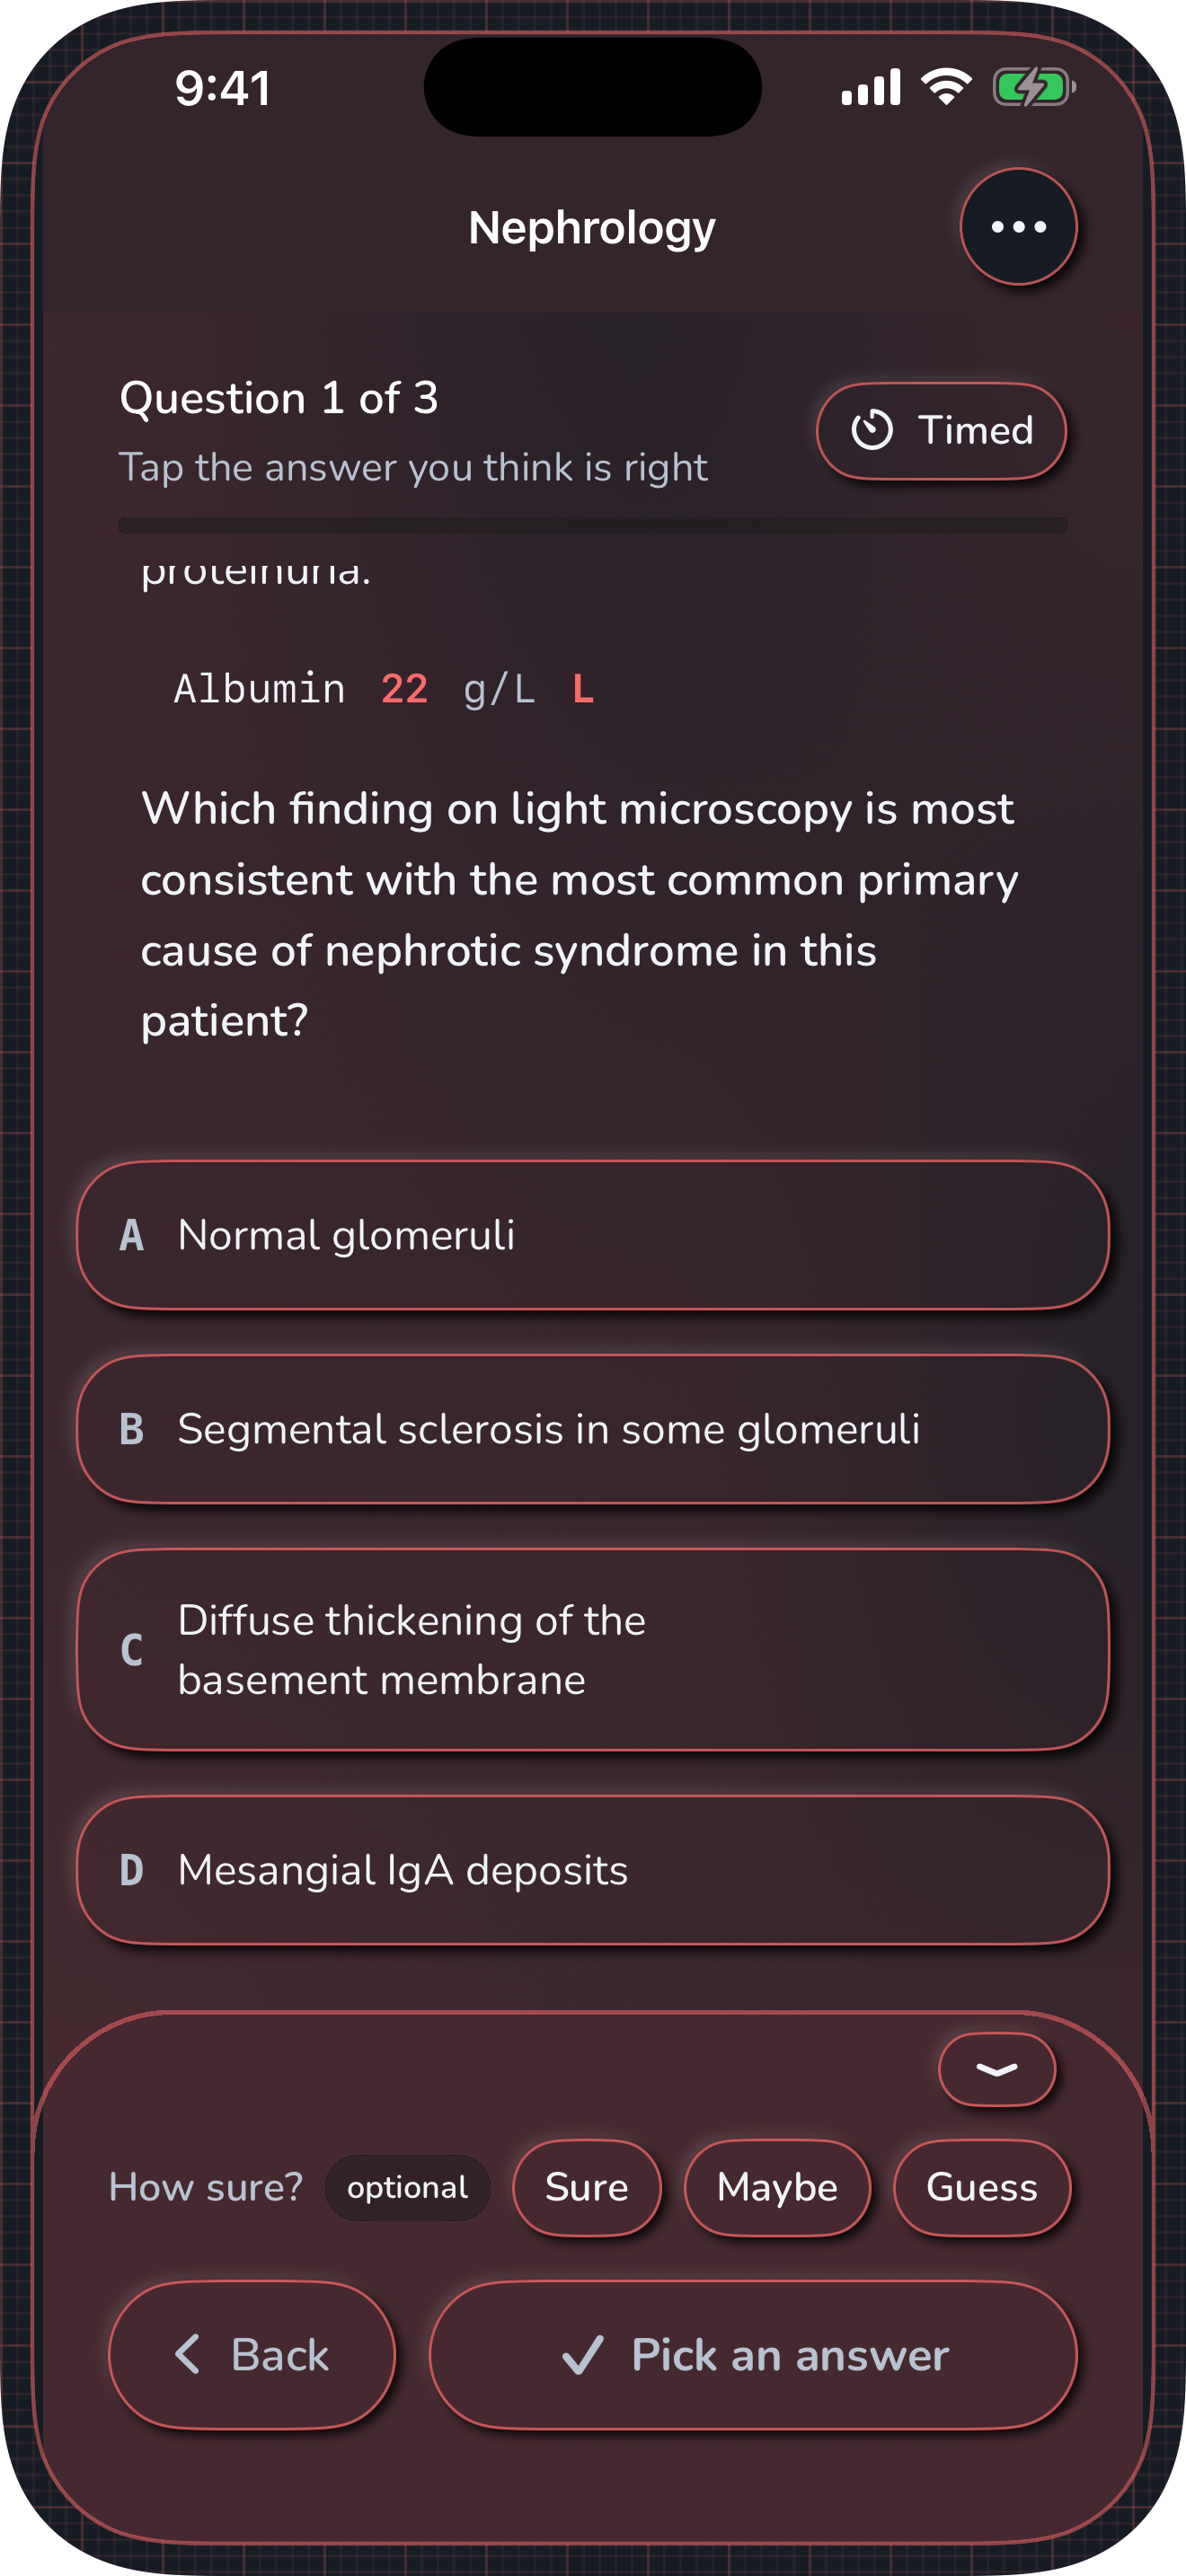 9:41
Nephrology
Question 1 of 3
Tap the answer you think is right
Timed
proteinuria.
Albumin 22 g/L L
Which finding on light microscopy is most
consistent with the most common primary
cause of nephrotic syndrome in this
patient?
A Normal glomeruli
B Segmental sclerosis in some glomeruli
C Diffuse thickening of the
basement membrane
D Mesangial IgA deposits
How sure? optional Sure Maybe Guess
Back Pick an answer